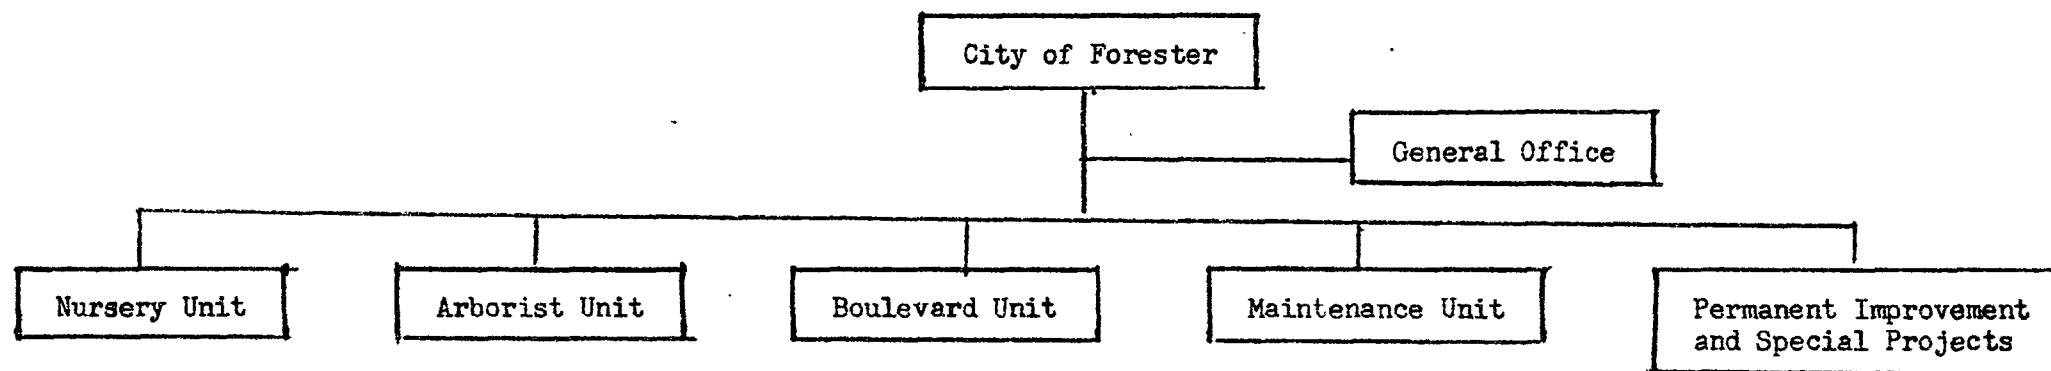 City of Forester
General Office
Nursery Unit
Arborist Unit
Boulevard Unit
Maintenance Unit
Permanent Improvement
and Special Projects